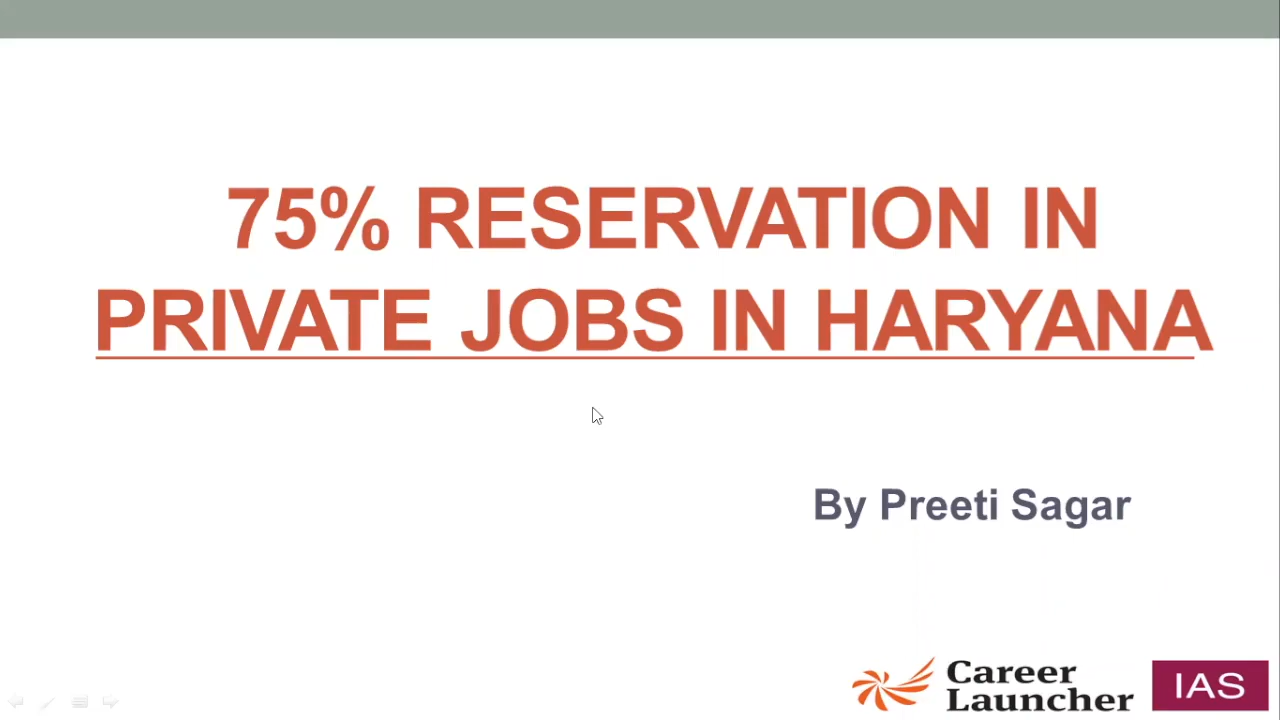 75% RESERVATION IN
PRIVATE JOBS IN HARYANA
By Preeti Sagar
Career
Launcher
IAS